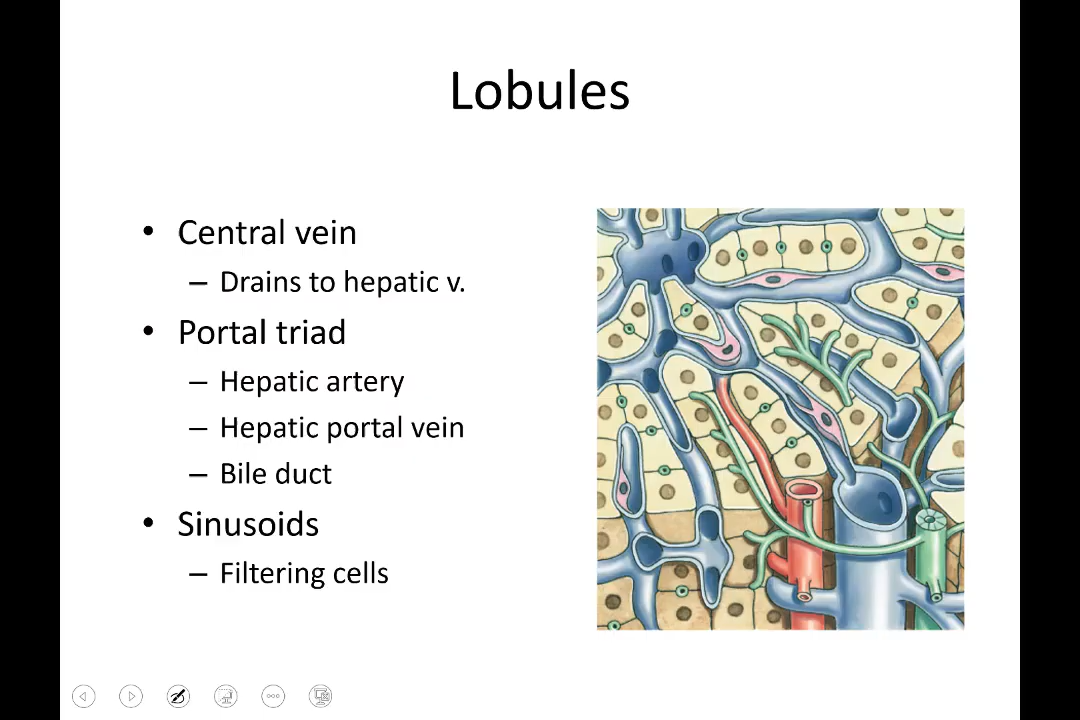 Lobules
• Central vein
– Drains to hepatic v.
• Portal triad
– Hepatic artery
– Hepatic portal vein
– Bile duct
• Sinusoids
– Filtering cells